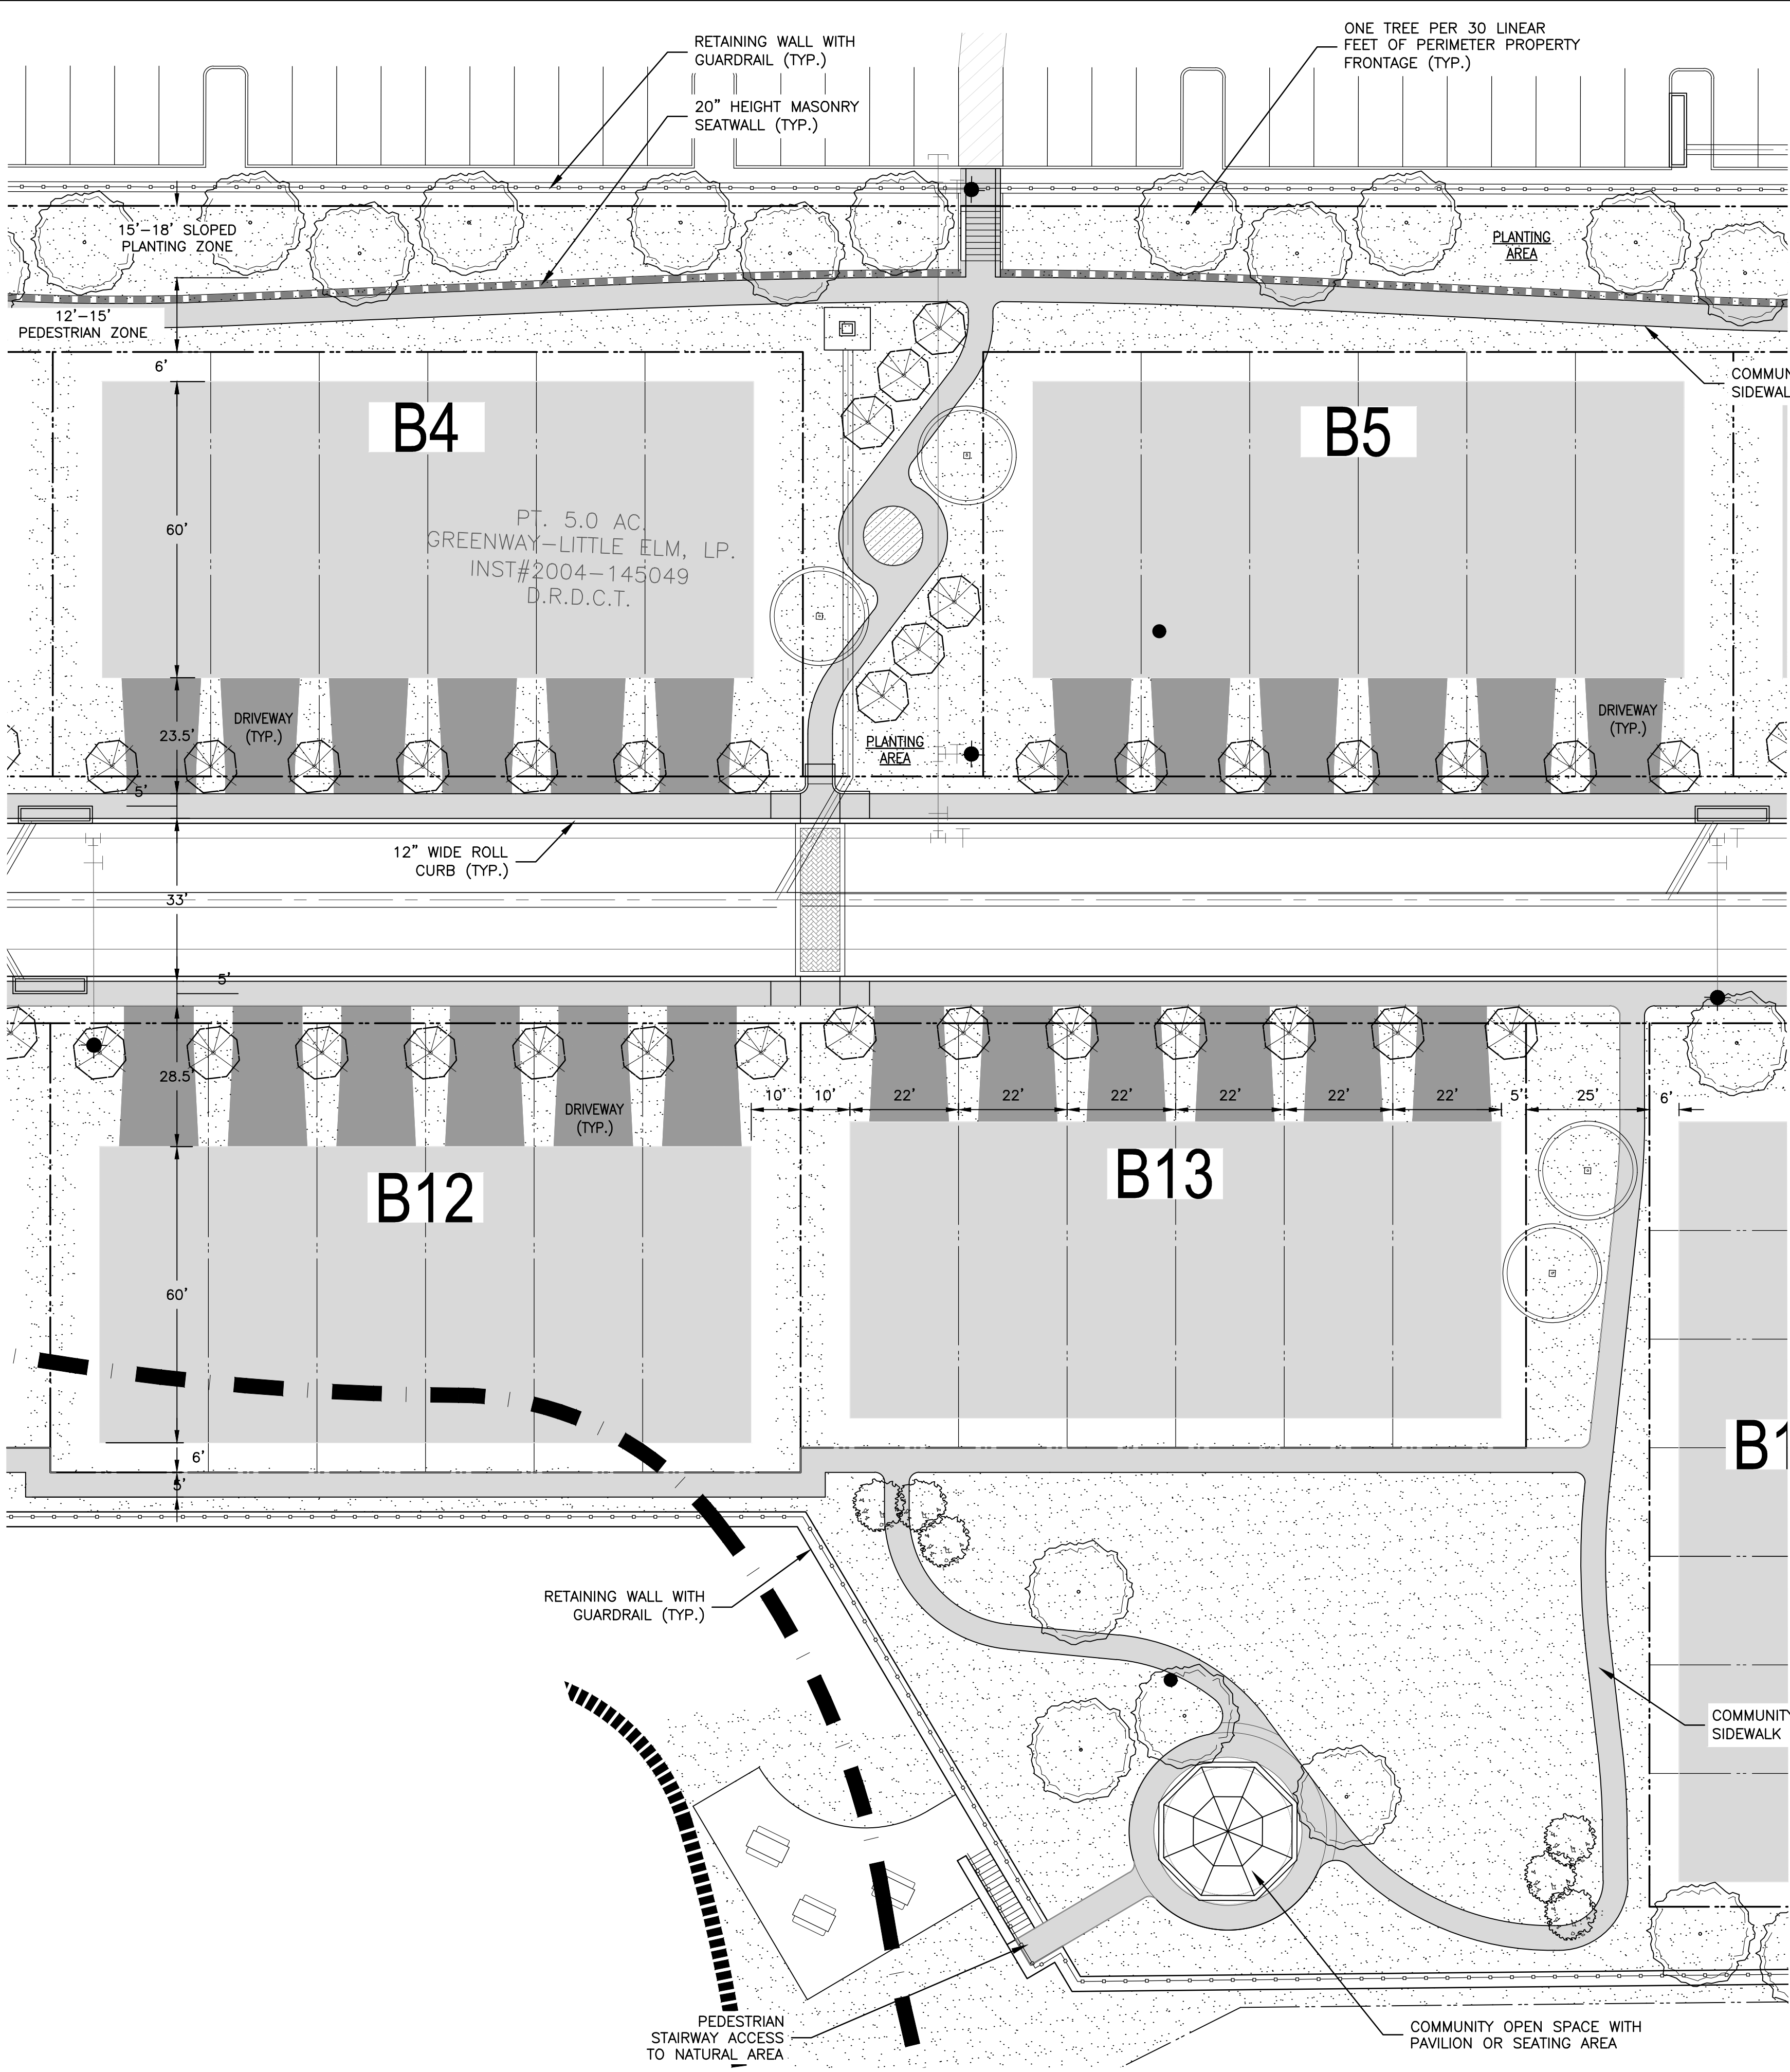 RETAINING WALL WITH
GUARDRAIL (TYP.)
ONE TREE PER 30 LINEAR
FEET OF PERIMETER PROPERTY
FRONTAGE (TYP.)
20" HEIGHT MASONRY
SEATWALL (TYP.)
15'-18' SLOPED
PLANTING ZONE
PLANTING
AREA
12'-15'
PEDESTRIAN ZONE
6'
COMMUN
SIDEWAL
B4
B5
60'
PT. 5.0 AC.
GREENWAY-LITTLE ELM, LP.
INST#2004-145049
D.R.D.C.T.
23.5'
DRIVEWAY
(TYP.)
DRIVEWAY
(TYP.)
PLANTING
AREA
5'
12" WIDE ROLL
CURB (TYP.)
33'
5'
28.5'
DRIVEWAY
(TYP.)
10'
10'
22'
22'
22'
22'
22'
22'
5'
25'
6'
B12
B13
60'
6'
5'
B1
RETAINING WALL WITH
GUARDRAIL (TYP.)
COMMUNITY
SIDEWALK
PEDESTRIAN
STAIRWAY ACCESS
TO NATURAL AREA
COMMUNITY OPEN SPACE WITH
PAVILION OR SEATING AREA